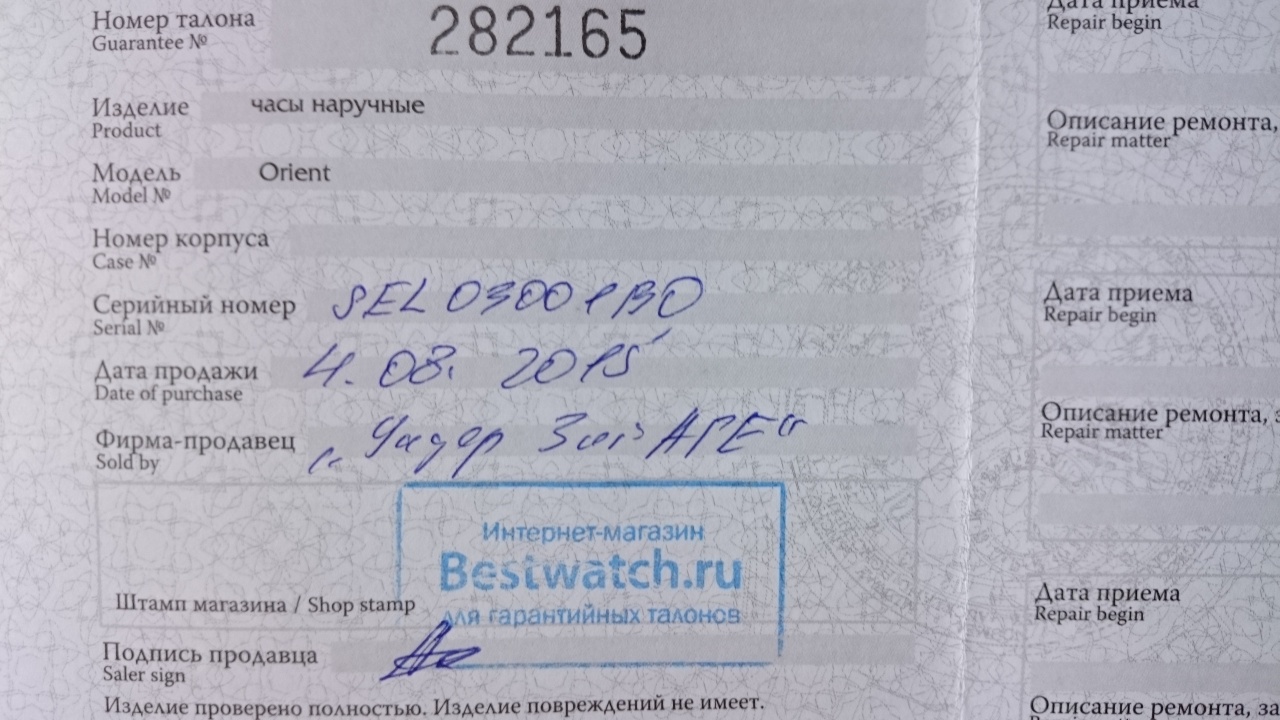 Номер талона
Guarantee №
282165
Изделие
Product
часы наручные
Модель
Model №
Orient
Номер корпуса
Case №
Серийный номер
Serial №
SEL03001B0
Дата продажи
Date of purchase
4.08. 2015
Фирма-продавец
Sold by
Штамп магазина / Shop stamp
Интернет-магазин
Bestwatch.ru
для гарантийных талонов
Подпись продавца
Saler sign
Изделие проверено полностью. Изделие повреждений не имеет.
Дата приема
Repair begin
Описание ремонта,
Repair matter
Дата приема
Repair begin
Описание ремонта,
Repair matter
Дата приема
Repair begin
Описание ремонта, за